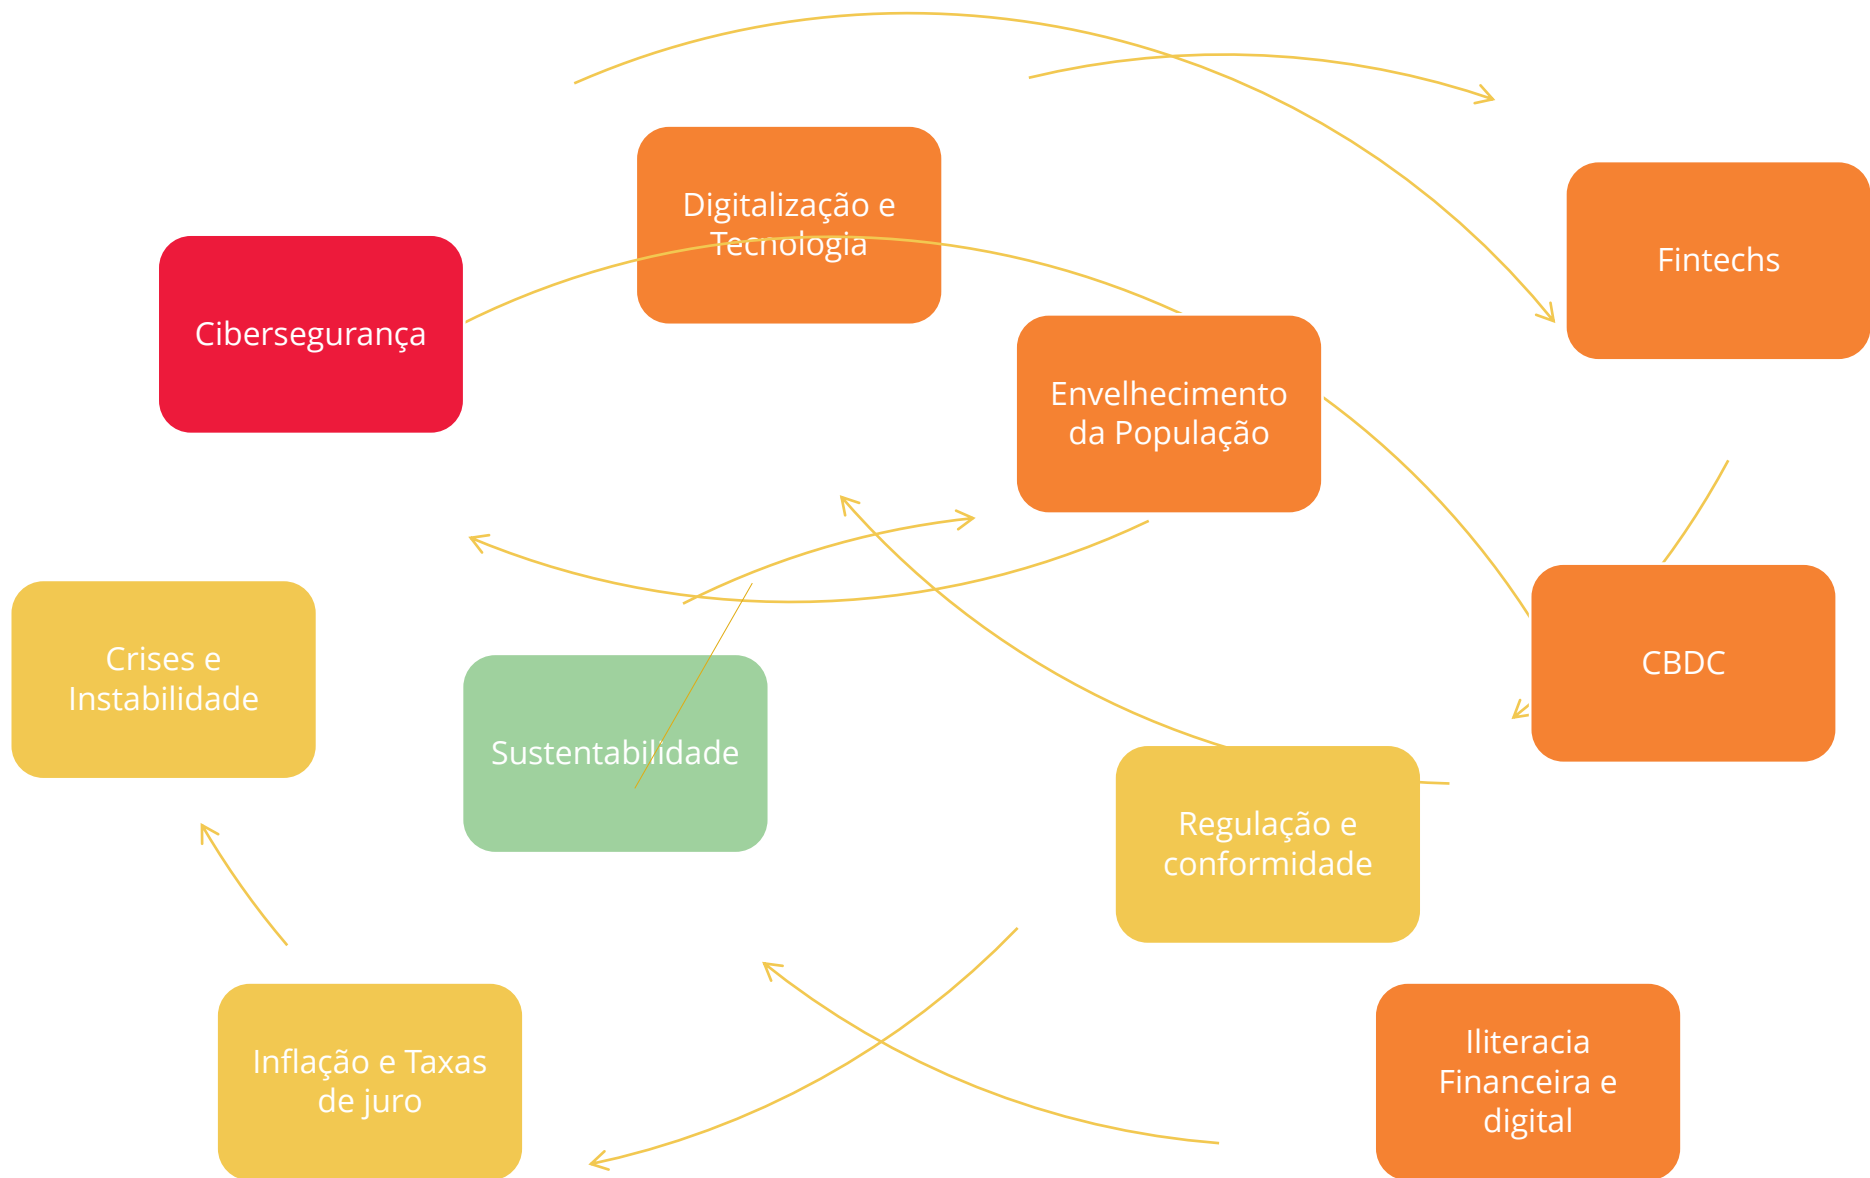 Digitalização e
Tecnologia
Fintechs
Cibersegurança
Envelhecimento
da População
Crises e
Instabilidade
CBDC
Sustentabilidade
Regulação e
conformidade
Inflação e Taxas
de juro
Iliteracia
Financeira e
digital